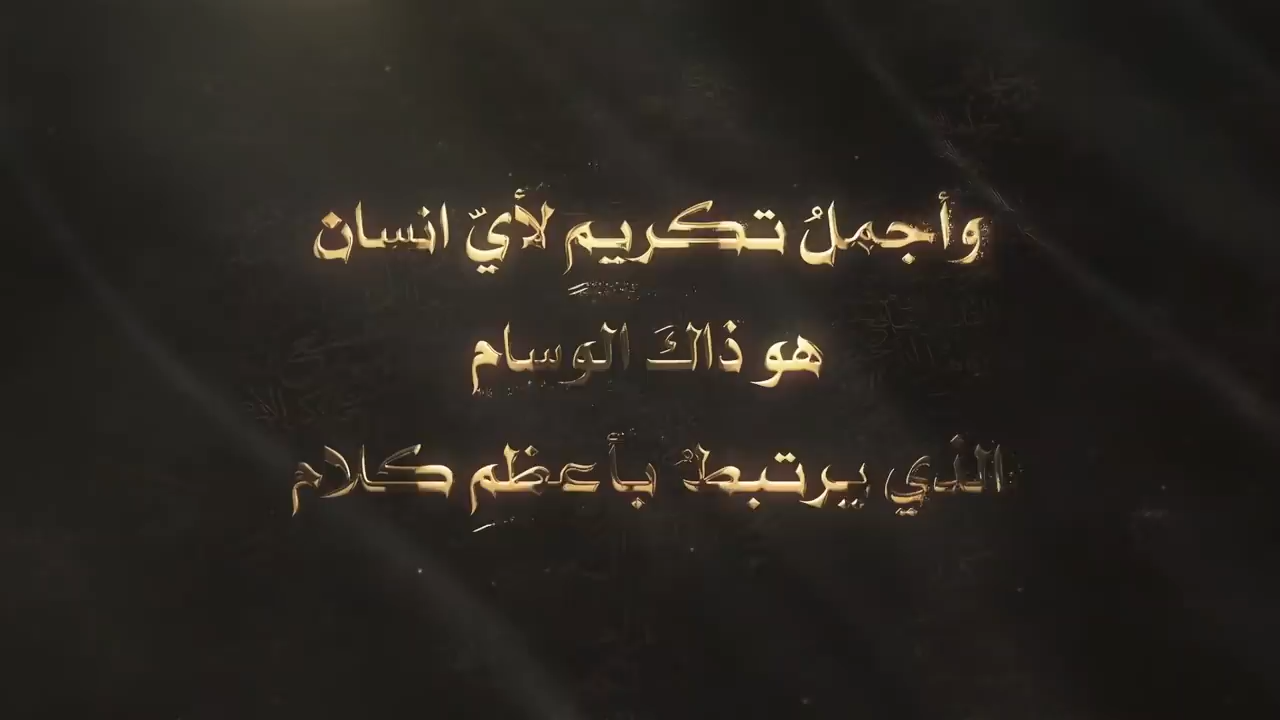 وأجملُ تكريمٍ لأيّ انسان
هو ذاكَ الوسام
الذي يرتبطُ بأعظمِ كلام